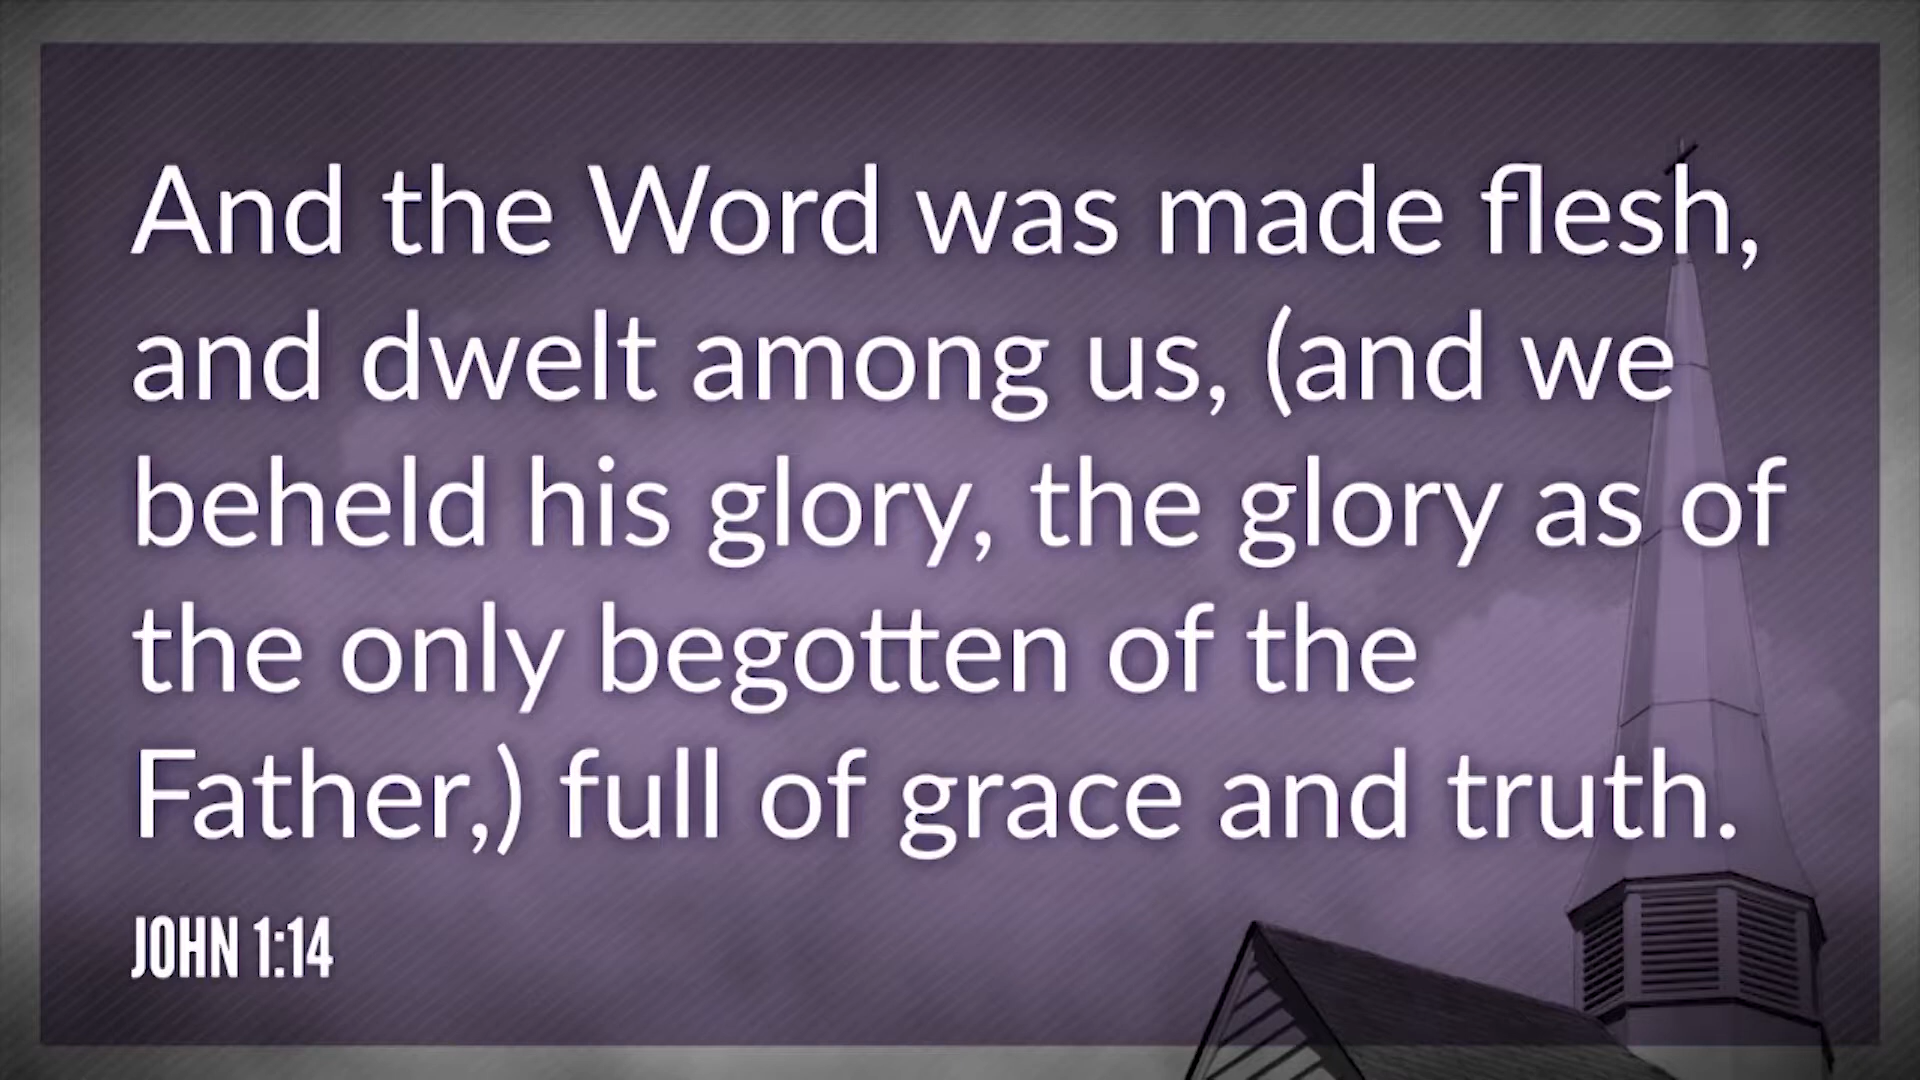 And the Word was made flesh,
and dwelt among us, (and we
beheld his glory, the glory as of
the only begotten of the
Father,) full of grace and truth.
JOHN 1:14